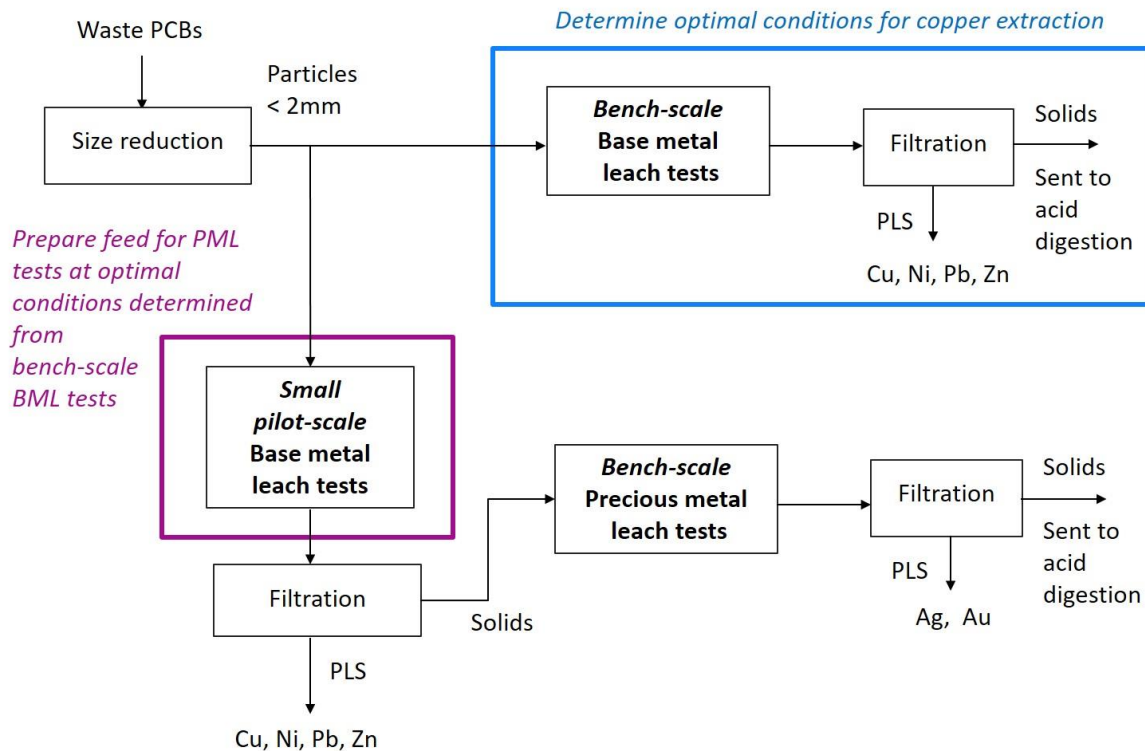 Determine optimal conditions for copper extraction
Waste PCBs
Particles
< 2mm
Size reduction
Bench-scale
Base metal
leach tests
Filtration
Solids
Sent to
acid
digestion
PLS
Cu, Ni, Pb, Zn
Prepare feed for PML
tests at optimal
conditions determined
from
bench-scale
BML tests
Small
pilot-scale
Base metal
leach tests
Filtration
Solids
PLS
Cu, Ni, Pb, Zn
Bench-scale
Precious metal
leach tests
Filtration
Solids
Sent to
acid
digestion
PLS
Ag, Au